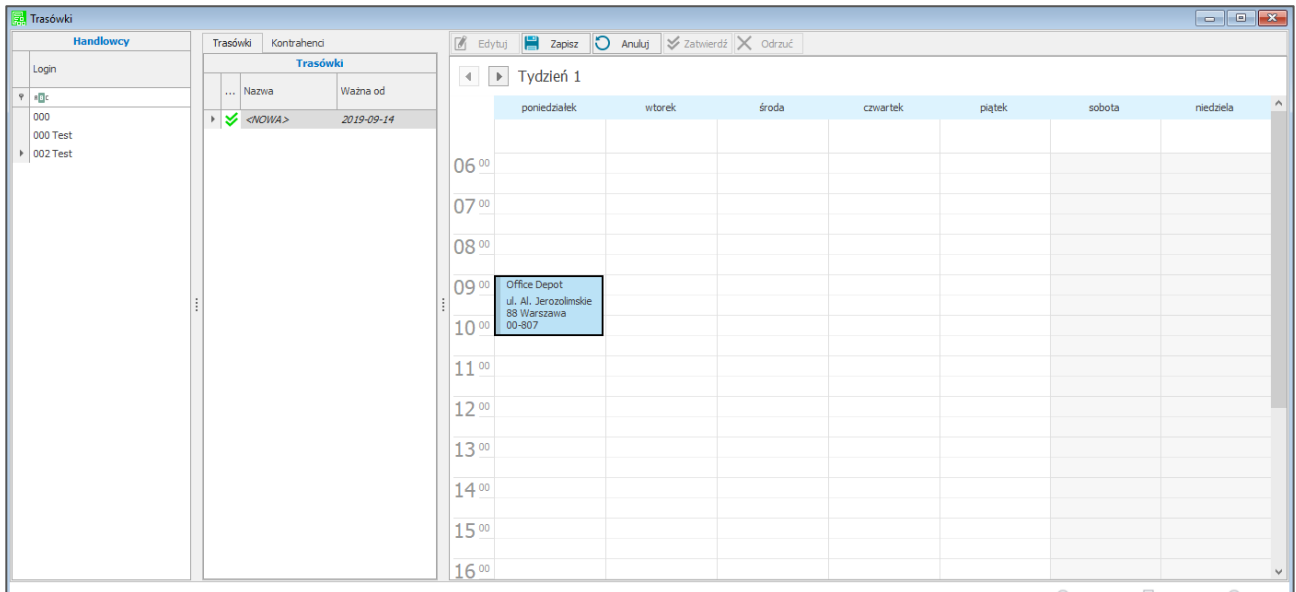 Trasówki
Handlowcy
Login
000
000 Test
002 Test
Trasówki Kontrahenci
Trasówki
... Nazwa Ważna od
<NOWA> 2019-09-14
Edytuj Zapisz Anuluj Zatwierdź Odrzuć
Tydzień 1
poniedziałek wtorek środa czwartek piątek sobota niedziela
06 00
07 00
08 00
09 00
Office Depot
ul. Al. Jerozolimskie
88 Warszawa
00-807
10 00
11 00
12 00
13 00
14 00
15 00
16 00